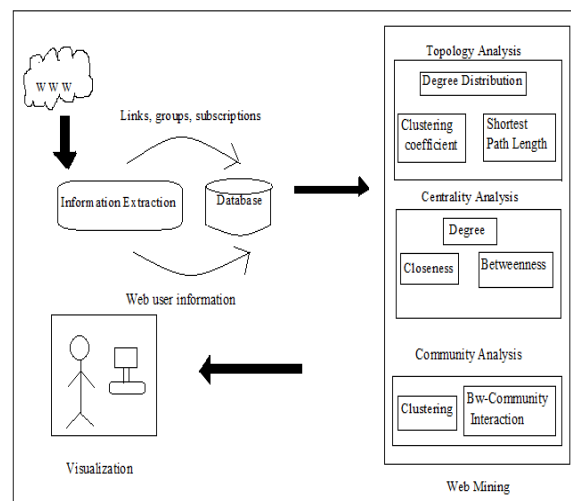 W W W
Links, groups, subscriptions
Information Extraction
Database
Web user information
Visualization
Topology Analysis
Degree Distribution
Clustering
coefficient
Shortest
Path Length
Centrality Analysis
Degree
Closeness
Betweenness
Community Analysis
Clustering
Bw-Community
Interaction
Web Mining